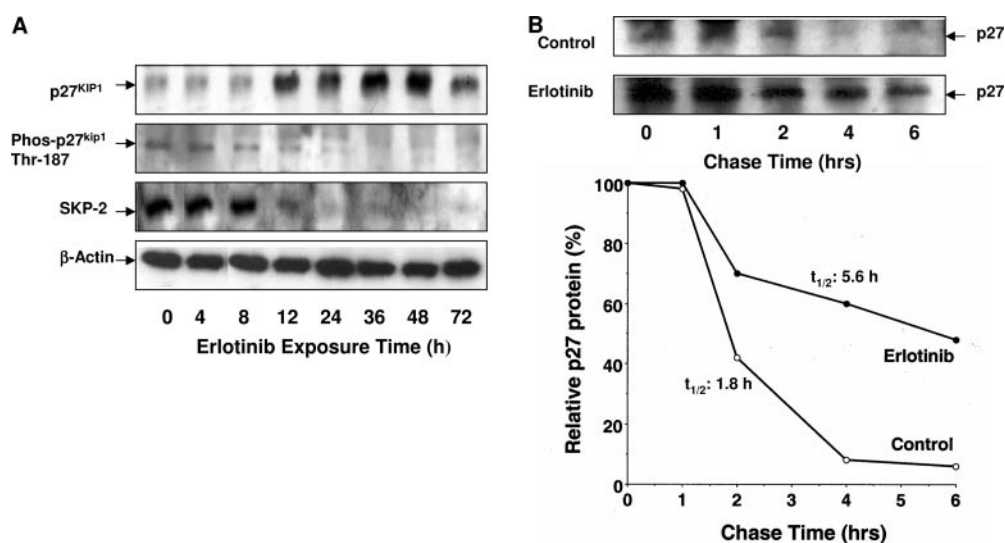 A
p27KIP1
Phos-p27kip1
Thr-187
SKP-2
β-Actin
0 4 8 12 24 36 48 72
Erlotinib Exposure Time (h)
B
Control
p27
Erlotinib
p27
0 1 2 4 6
Chase Time (hrs)
Relative p27 protein (%)
100
80
60
40
20
0
t1/2: 5.6 h
Erlotinib
t1/2: 1.8 h
Control
0 1 2 3 4 5 6
Chase Time (hrs)